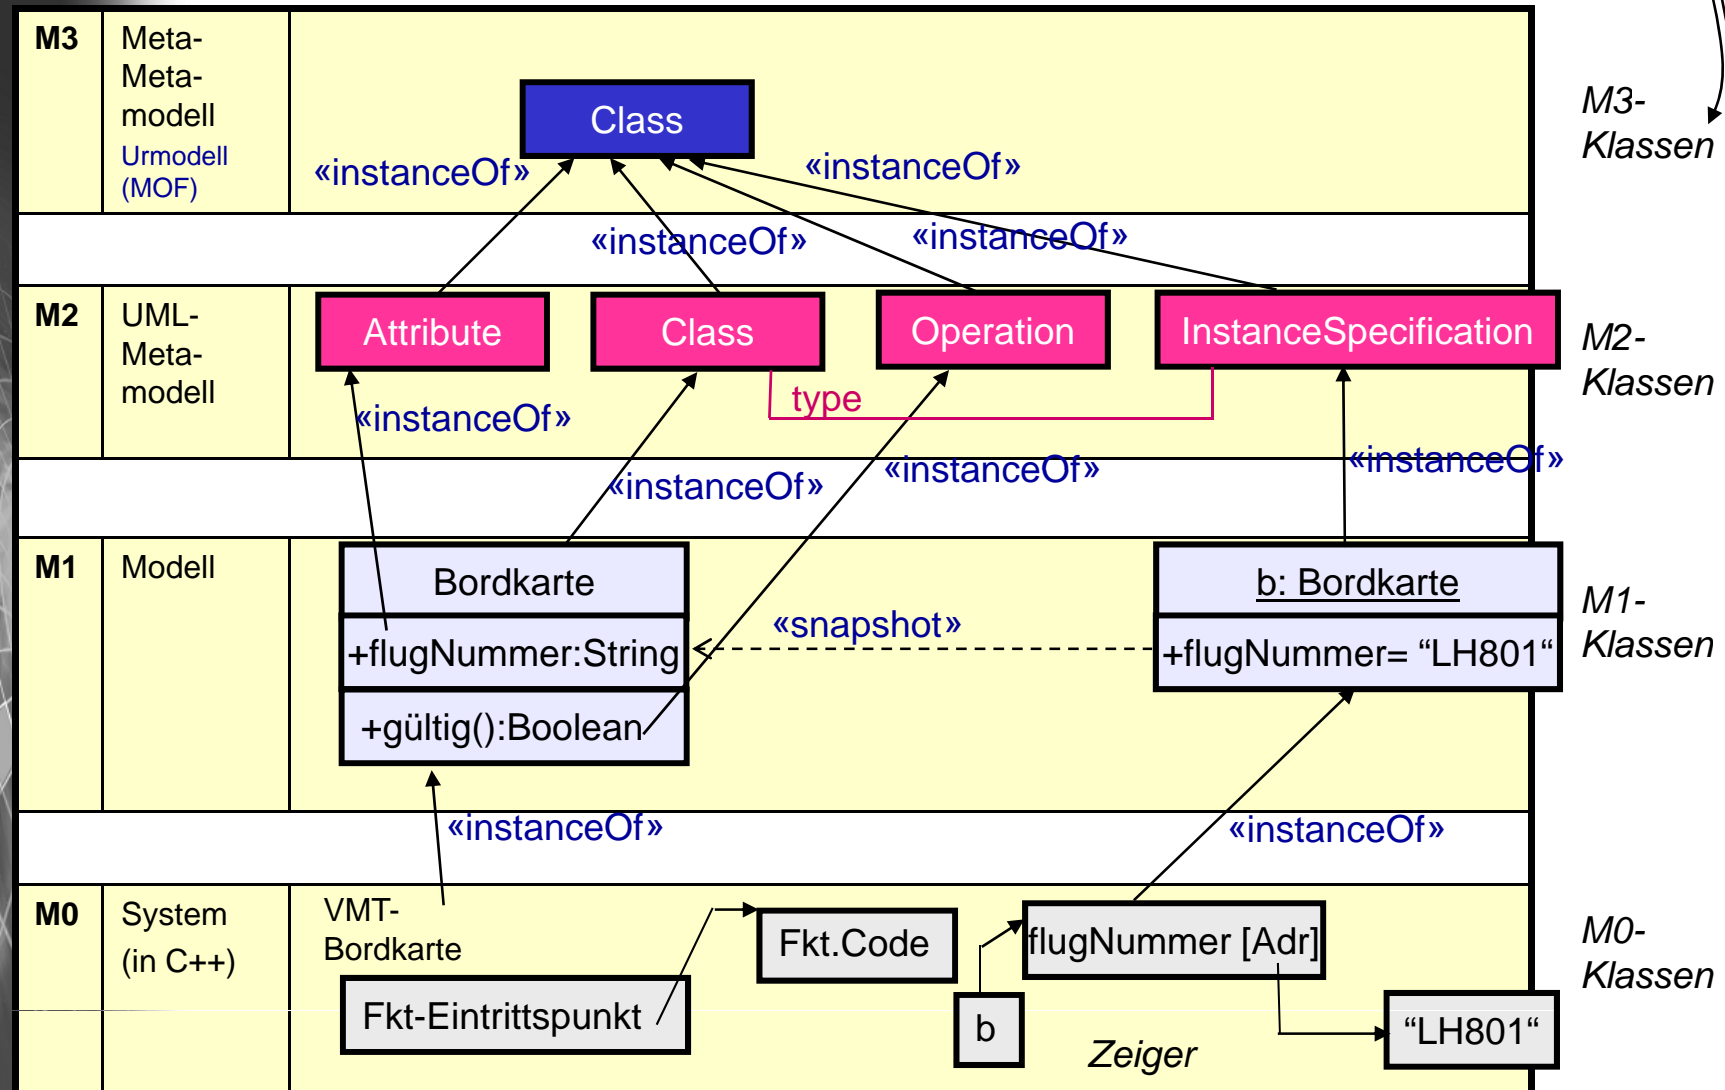 M3
Meta-
Meta-
modell
Urmodell
(MOF)
Class
«instanceOf»
«instanceOf»
M3-
Klassen
«instanceOf»
«instanceOf»
M2
UML-
Meta-
modell
Attribute
Class
Operation
InstanceSpecification
M2-
Klassen
type
«instanceOf»
«instanceOf»
«instanceOf»
«instanceOf»
M1
Modell
Bordkarte
+flugNummer:String
+gültig():Boolean
«snapshot»
b: Bordkarte
+flugNummer= “LH801“
M1-
Klassen
«instanceOf»
«instanceOf»
M0
System
(in C++)
VMT-
Bordkarte
Fkt-Eintrittspunkt
Fkt.Code
flugNummer [Adr]
b
Zeiger
“LH801“
M0-
Klassen